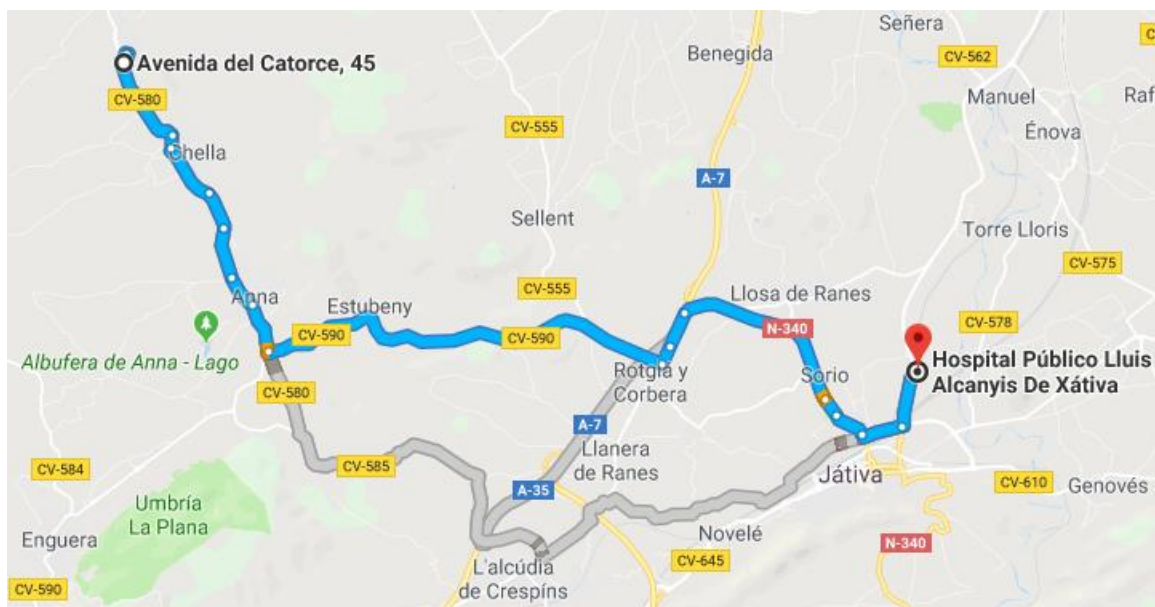 Señera
C
Benegida
CV-562
Avenida del Catorce, 45
CV-580
Manuel
Raf
CV-555
Énova
Chella
A-7
Sellent
Torre Lloris
CV-575
Anna
Estubeny
CV-555
Llosa de Ranes
CV-590
CV-590
N-340
CV-578
Albufera de Anna - Lago
Hospital Público Lluis
Alcanyis De Xátiva
Rotglá y
Corbera
Sorio
CV-580
A-7
Llanera
de Ranes
CV-584
CV-585
Játiva
CV-610
Genovés
Umbría
La Plana
A-35
Enguera
Novelé
N-340
CV-645
L'alcúdia
de Crespíns
CV-590